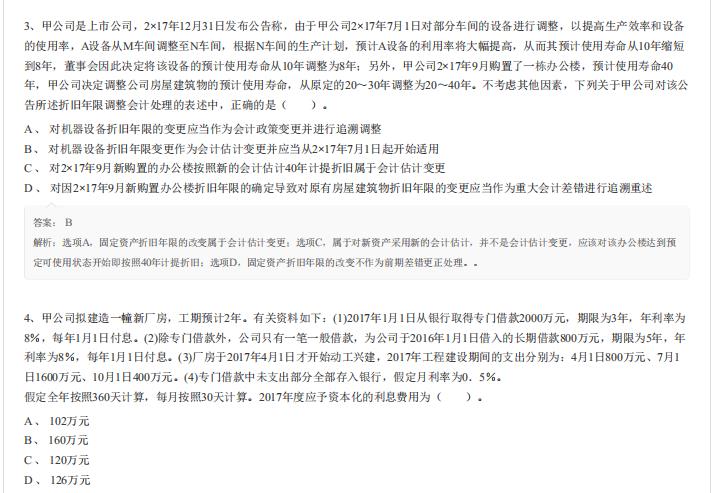 3、甲公司是上市公司，2×17年12月31日发布公告称，由于甲公司2×17年7月1日对部分车间的设备进行调整，以提高生产效率和设备
的使用率，A设备从M车间调整至N车间，根据N车间的生产计划，预计A设备的利用率将大幅提高，从而其预计使用寿命从10年缩短
到8年，董事会因此决定将该设备的预计使用寿命从10年调整为8年；另外，甲公司2×17年9月购置了一栋办公楼，预计使用寿命40
年，甲公司决定调整公司房屋建筑物的预计使用寿命，从原定的20～30年调整为20～40年。不考虑其他因素，下列关于甲公司对该公
告所述折旧年限调整会计处理的表述中，正确的是（ ）。
A、 对机器设备折旧年限的变更应当作为会计政策变更并进行追溯调整
B、 对机器设备折旧年限变更作为会计估计变更并应当从2×17年7月1日起开始适用
C、 对2×17年9月新购置的办公楼按照新的会计估计40年计提折旧属于会计估计变更
D、 对因2×17年9月新购置办公楼折旧年限的确定导致对原有房屋建筑物折旧年限的变更应当作为重大会计差错进行追溯重述
答案： B
解析：选项A，固定资产折旧年限的改变属于会计估计变更；选项C，属于对新资产采用新的会计估计，并不是会计估计变更，应该对该办公楼达到预
定可使用状态开始即按照40年计提折旧；选项D，固定资产折旧年限的改变不作为前期差错更正处理。。
4、甲公司拟建造一幢新厂房，工期预计2年。有关资料如下：(1)2017年1月1日从银行取得专门借款2000万元，期限为3年，年利率为
8%，每年1月1日付息。(2)除专门借款外，公司只有一笔一般借款，为公司于2016年1月1日借入的长期借款800万元，期限为5年，年
利率为8%，每年1月1日付息。(3)厂房于2017年4月1日才开始动工兴建，2017年工程建设期间的支出分别为：4月1日800万元、7月1
日1600万元、10月1日400万元。(4)专门借款中未支出部分全部存入银行，假定月利率为0．5%。
假定全年按照360天计算，每月按照30天计算。2017年度应予资本化的利息费用为（ ）。
A、 102万元
B、 160万元
C、 120万元
D、 126万元